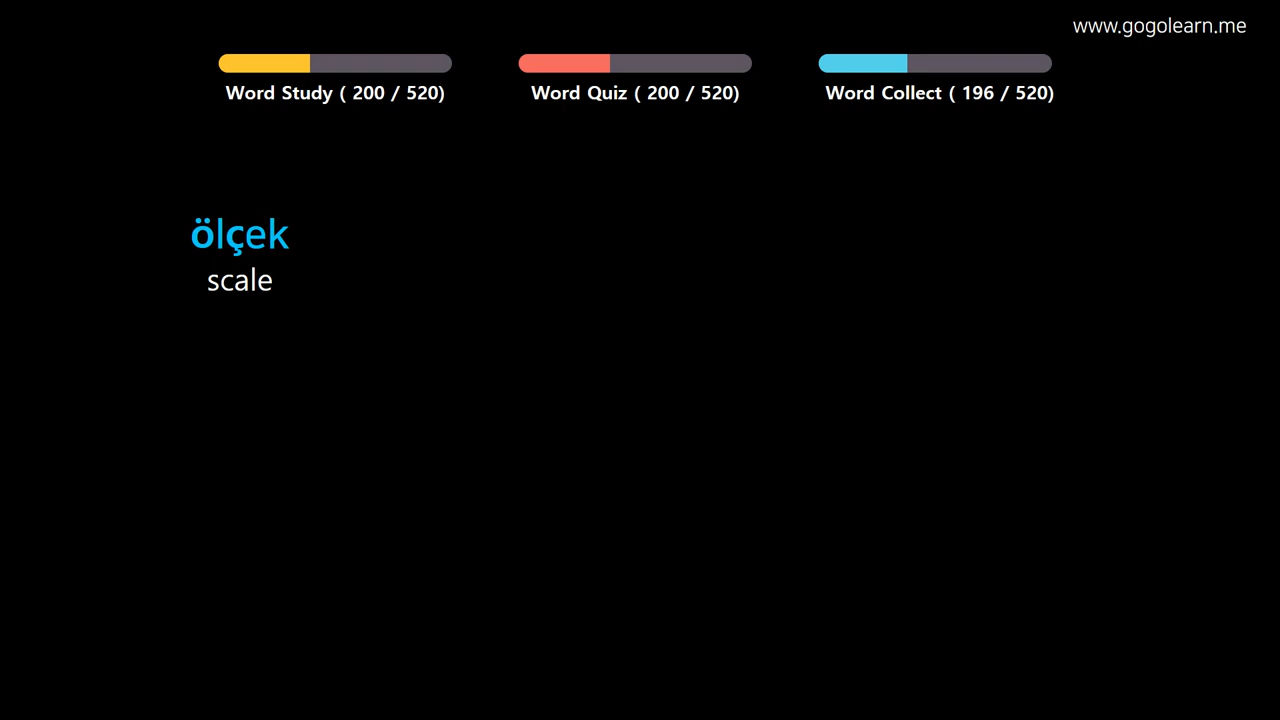 www.gogolearn.me
Word Study ( 200 / 520)
Word Quiz ( 200 / 520)
Word Collect ( 196 / 520)
ölçek
scale